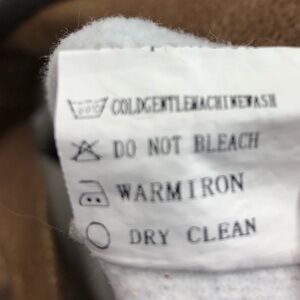 COLDGENTLEMACHINEWASH
DO NOT BLEACH
WARMIRON
DRY CLEAN